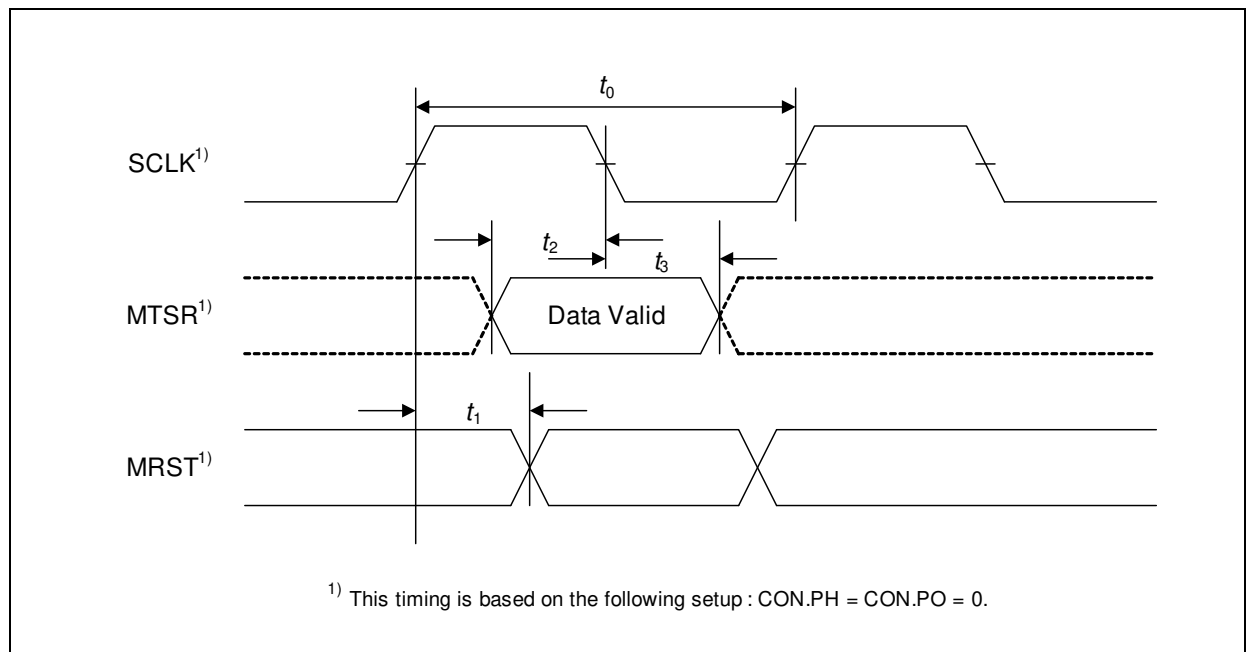 t0
SCLK1)
t2
t3
MTSR1)
Data Valid
t1
MRST1)
1) This timing is based on the following setup : CON.PH = CON.PO = 0.